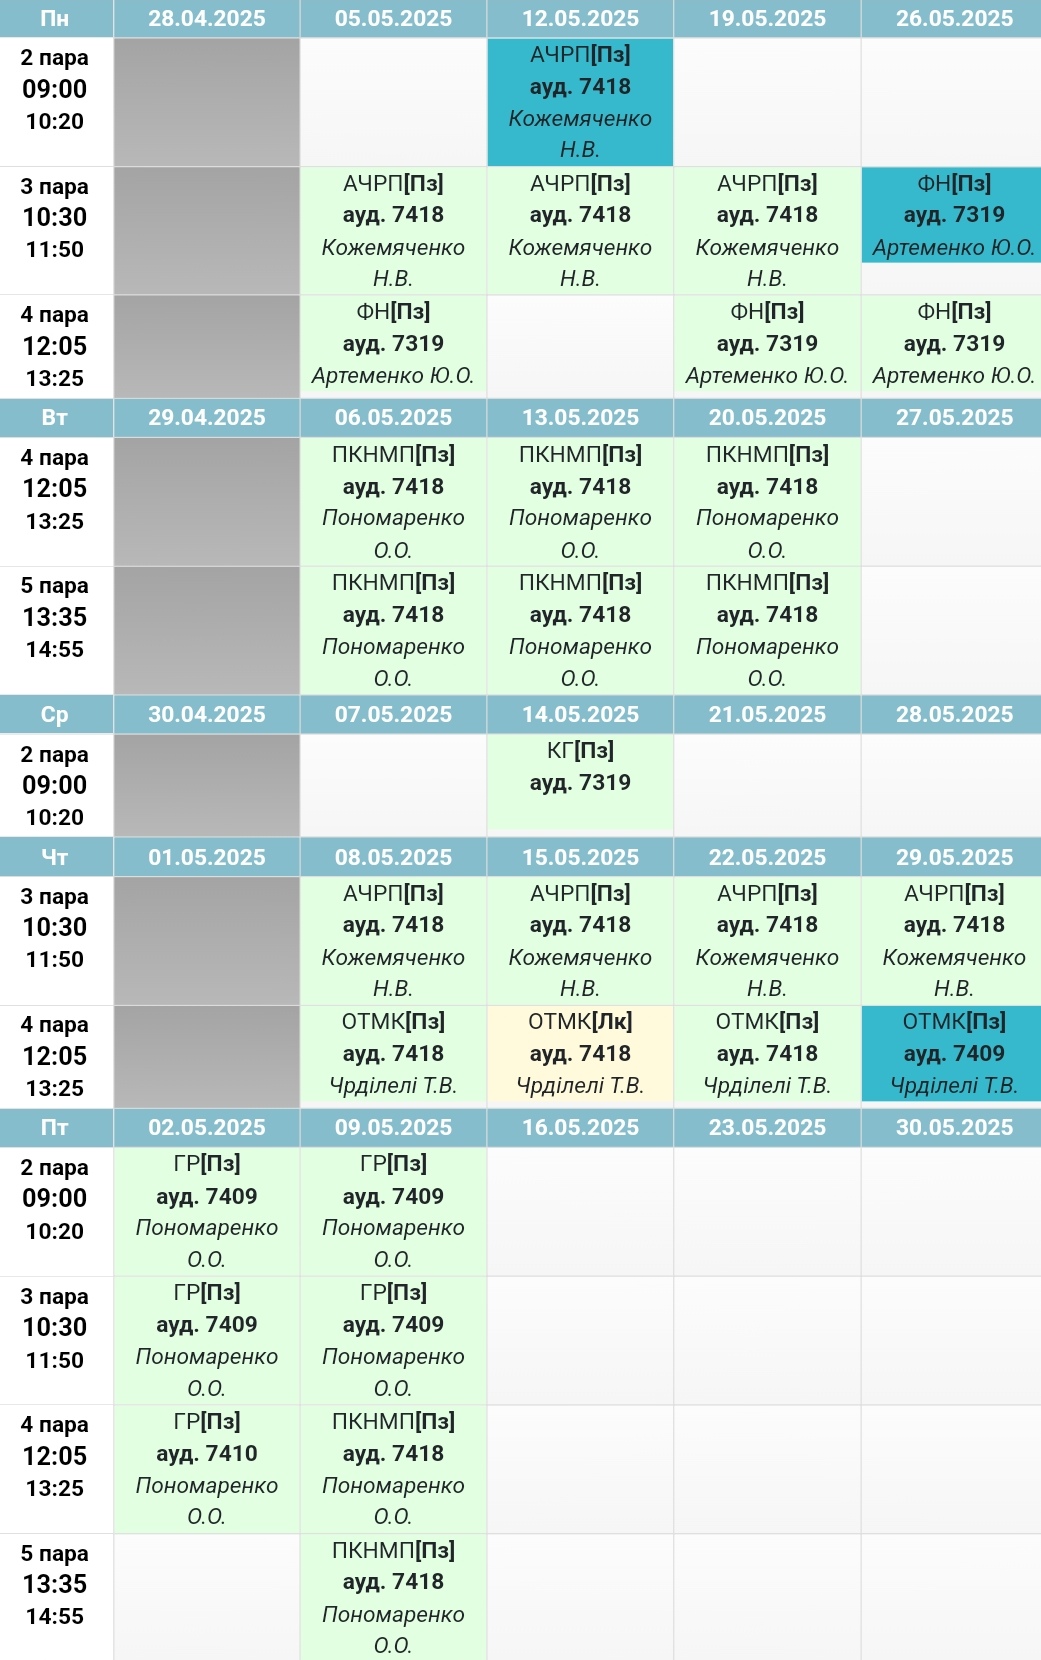 Пн 28.04.2025 05.05.2025 12.05.2025 19.05.2025 26.05.2025
2 пара
09:00
10:20
АЧРП[Пз]
ауд. 7418
Кожемяченко
Н.В.
3 пара
10:30
11:50
АЧРП[Пз]
ауд. 7418
Кожемяченко
Н.В.
АЧРП[Пз]
ауд. 7418
Кожемяченко
Н.В.
АЧРП[Пз]
ауд. 7418
Кожемяченко
Н.В.
ФН[Пз]
ауд. 7319
Артеменко Ю.О.
4 пара
12:05
13:25
ФН[Пз]
ауд. 7319
Артеменко Ю.О.
ФН[Пз]
ауд. 7319
Артеменко Ю.О.
ФН[Пз]
ауд. 7319
Артеменко Ю.О.
Вт 29.04.2025 06.05.2025 13.05.2025 20.05.2025 27.05.2025
4 пара
12:05
13:25
ПКНМП[Пз]
ауд. 7418
Пономаренко
О.О.
ПКНМП[Пз]
ауд. 7418
Пономаренко
О.О.
ПКНМП[Пз]
ауд. 7418
Пономаренко
О.О.
5 пара
13:35
14:55
ПКНМП[Пз]
ауд. 7418
Пономаренко
О.О.
ПКНМП[Пз]
ауд. 7418
Пономаренко
О.О.
ПКНМП[Пз]
ауд. 7418
Пономаренко
О.О.
Ср 30.04.2025 07.05.2025 14.05.2025 21.05.2025 28.05.2025
2 пара
09:00
10:20
КГ[Пз]
ауд. 7319
Чт 01.05.2025 08.05.2025 15.05.2025 22.05.2025 29.05.2025
3 пара
10:30
11:50
АЧРП[Пз]
ауд. 7418
Кожемяченко
Н.В.
АЧРП[Пз]
ауд. 7418
Кожемяченко
Н.В.
АЧРП[Пз]
ауд. 7418
Кожемяченко
Н.В.
АЧРП[Пз]
ауд. 7418
Кожемяченко
Н.В.
4 пара
12:05
13:25
ОТМК[Пз]
ауд. 7418
Чрділелі Т.В.
ОТМК[Лк]
ауд. 7418
Чрділелі Т.В.
ОТМК[Пз]
ауд. 7418
Чрділелі Т.В.
ОТМК[Пз]
ауд. 7409
Чрділелі Т.В.
Пт 02.05.2025 09.05.2025 16.05.2025 23.05.2025 30.05.2025
2 пара
09:00
10:20
ГР[Пз]
ауд. 7409
Пономаренко
О.О.
ГР[Пз]
ауд. 7409
Пономаренко
О.О.
3 пара
10:30
11:50
ГР[Пз]
ауд. 7409
Пономаренко
О.О.
ГР[Пз]
ауд. 7409
Пономаренко
О.О.
4 пара
12:05
13:25
ГР[Пз]
ауд. 7410
Пономаренко
О.О.
ПКНМП[Пз]
ауд. 7418
Пономаренко
О.О.
5 пара
13:35
14:55
ПКНМП[Пз]
ауд. 7418
Пономаренко
О.О.